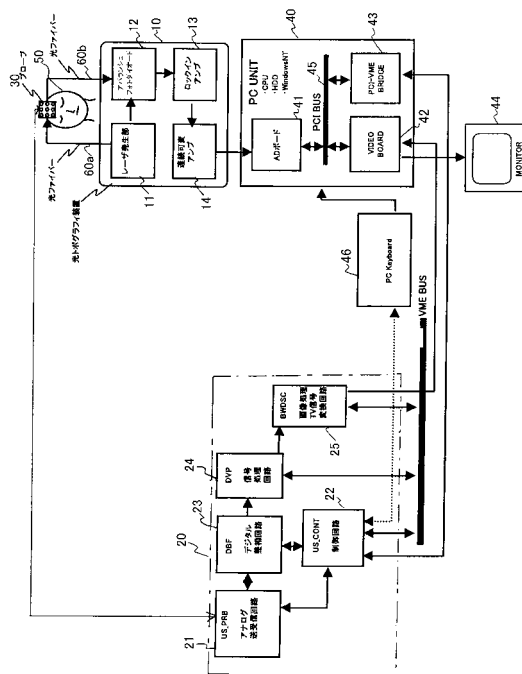 光ファイバー
60b
50
30
プローブ
光ファイバー
60a
12
10
13
アバランシェ
フォトダイオード
ロックイン
アンプ
レーザ発生部
連続可変
アンプ
11
14
光トポグラフィ装置
40
PC UNIT
・CPU
・HDD
・WindowsNT
45
43
41
ADボード
PCI BUS
PCI-VME
BRIDGE
VIDEO
BOARD
42
44
MONITOR
46
PC Keyboard
VME BUS
20
24
DVP
信号
処理
回路
BWDSC
画像処理
TV信号
変換回路
25
23
DBF
デジタル
整相回路
22
US_CONT
制御回路
21
US_PRB
アナログ
送受信回路